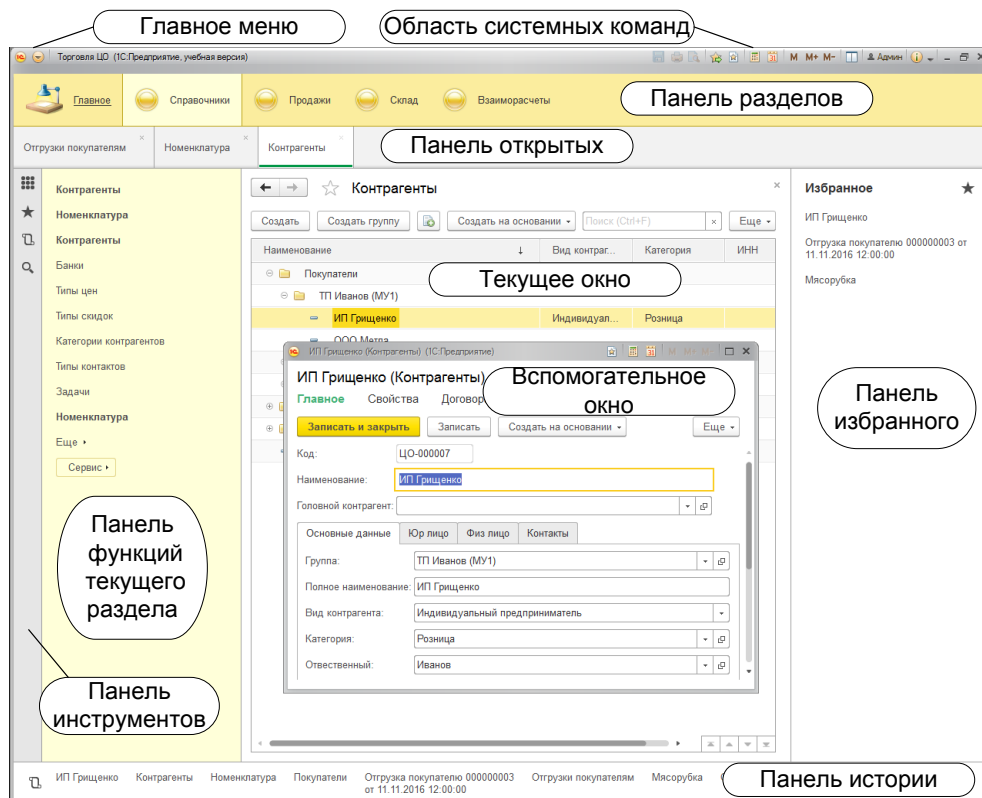 Главное меню
Область системных команд
Торговля ЦО (1С:Предприятие, учебная версия)
M M+ M- Админ
Главное Справочники Продажи Склад Взаиморасчеты
Панель разделов
Отгрузки покупателям Номенклатура Контрагенты
Панель открытых
Контрагенты
Номенклатура
Контрагенты
Банки
Типы цен
Типы скидок
Категории контрагентов
Типы контактов
Задачи
Номенклатура
Еще
Сервис
Панель
функций
текущего
раздела
Панель
инструментов
Контрагенты
Создать Создать группу Создать на основании Поиск (Ctrl+F) × Еще
Наименование ↓ Вид контраг... Категория ИНН
Покупатели
Текущее окно
ТП Иванов (МУ1)
ИП Грищенко Индивидуал... Розница
ООО Метла
ИП Грищенко (Контрагенты) (1С:Предприятие) M M+ M-
ИП Грищенко (Контрагенты)
Вспомогательное
окно
Главное Свойства Договор
Записать и закрыть Записать Создать на основании Еще
Код: ЦО-000007
Наименование: ИП Грищенко
Головной контрагент:
Основные данные Юр лицо Физ лицо Контакты
Группа: ТП Иванов (МУ1)
Полное наименование: ИП Грищенко
Вид контрагента: Индивидуальный предприниматель
Категория: Розница
Отвественный: Иванов
Избранное
ИП Грищенко
Отгрузка покупателю 000000003 от
11.11.2016 12:00:00
Мясорубка
Панель
избранного
ИП Грищенко Контрагенты Номенклатура Покупатели Отгрузка покупателю 000000003 Отгрузки покупателям Мясорубка
от 11.11.2016 12:00:00
Панель истории